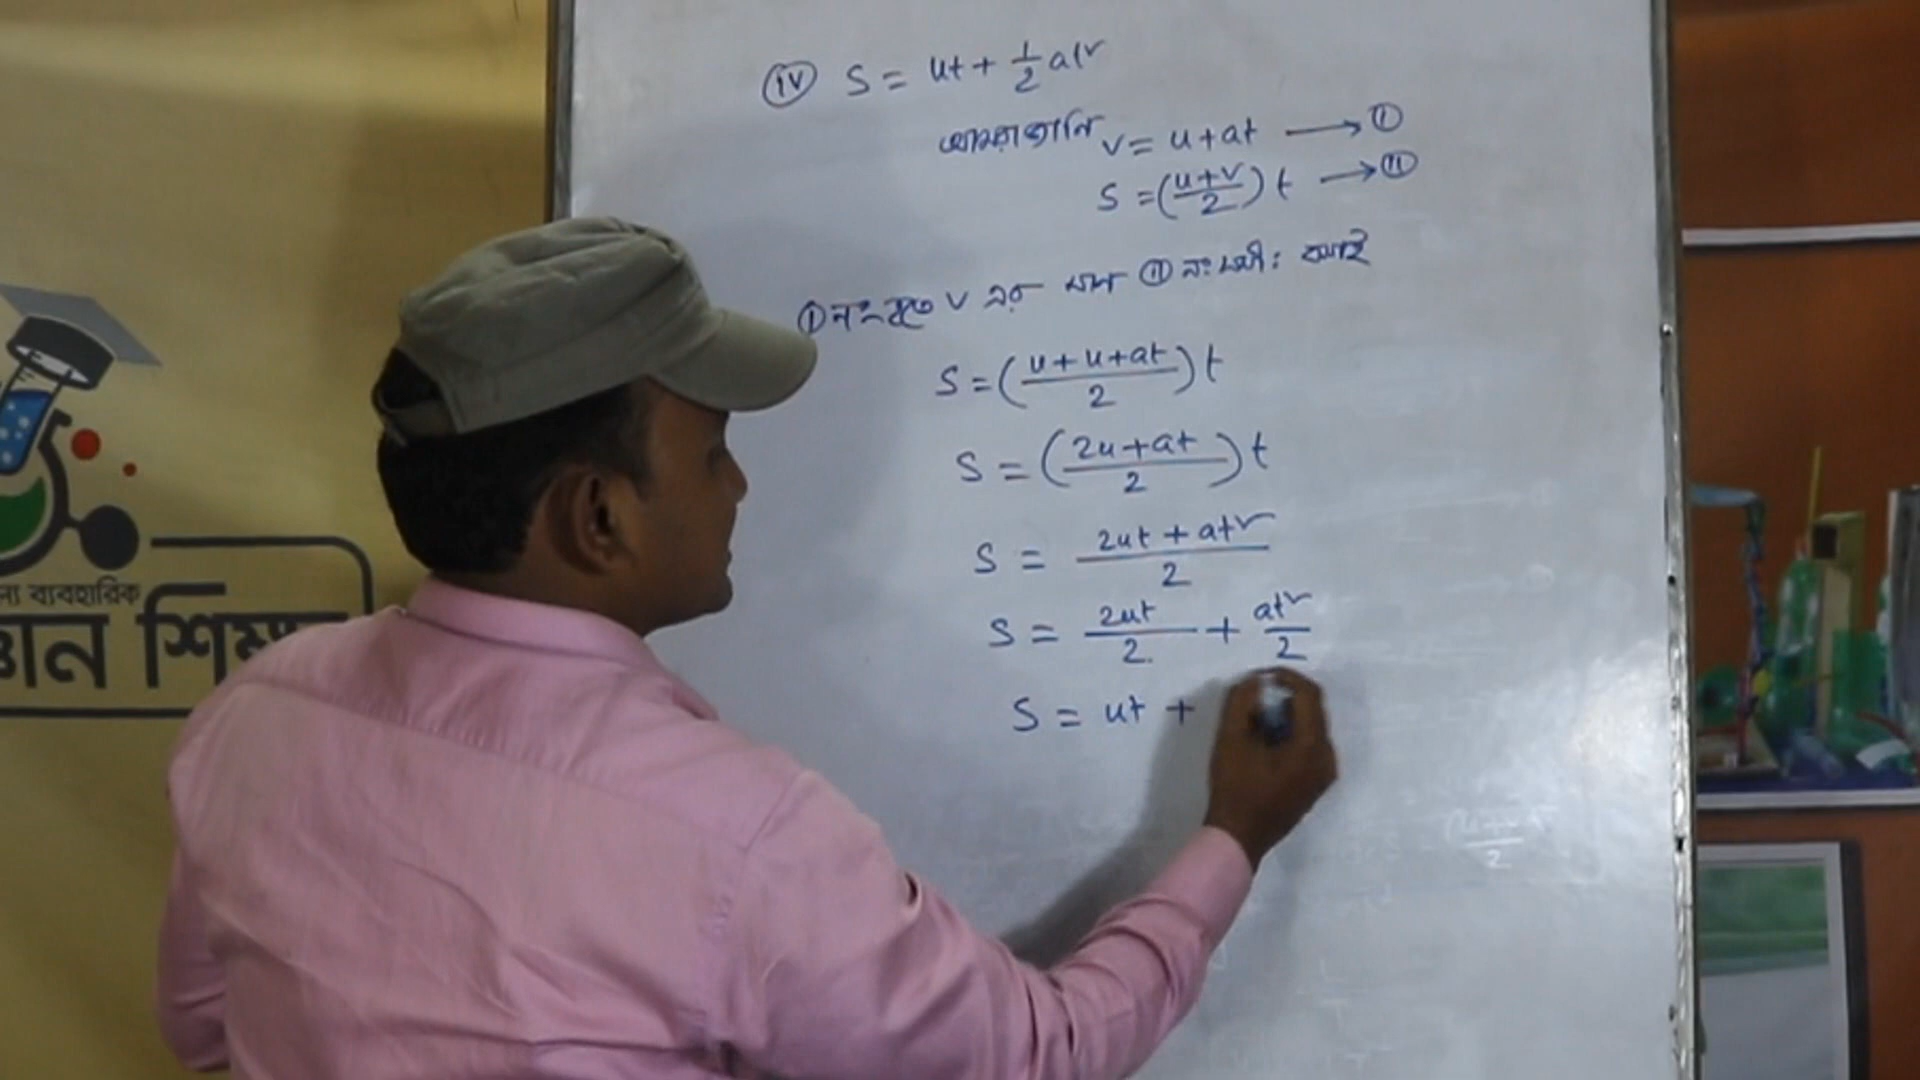 (iv) S = ut + 1/2 at²
আমরা জানি v = u + at → (i)
S = (u+v/2) t → (ii)
(i) নং হতে v এর মান (ii) নং সমী: বসাই
S = (u+u+at/2) t
S = (2u+at/2) t
S = 2ut + at²/2
S = 2ut/2 + at²/2
S = ut +
ব্যবহারিক